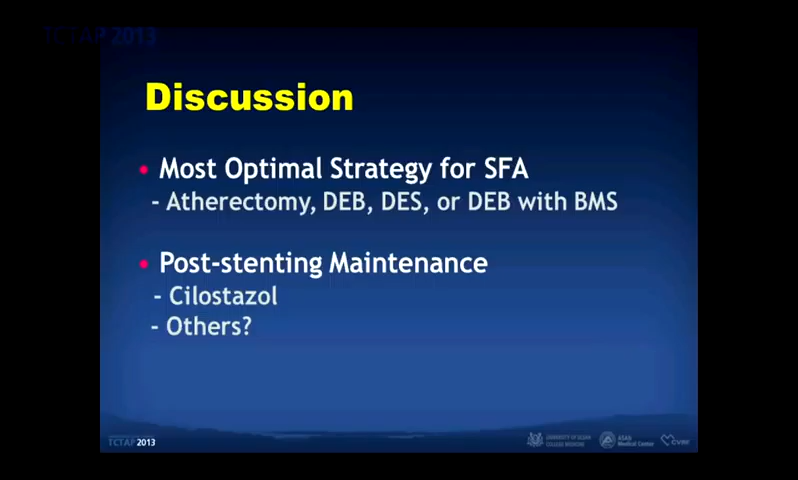 TCTAP 2013
Discussion
• Most Optimal Strategy for SFA
- Atherectomy, DEB, DES, or DEB with BMS
• Post-stenting Maintenance
- Cilostazol
- Others?
TCTAP 2013
UNIVERSITY OF ULSAN
COLLEGE MEDICINE
ASAN
Medical Center
CVRF